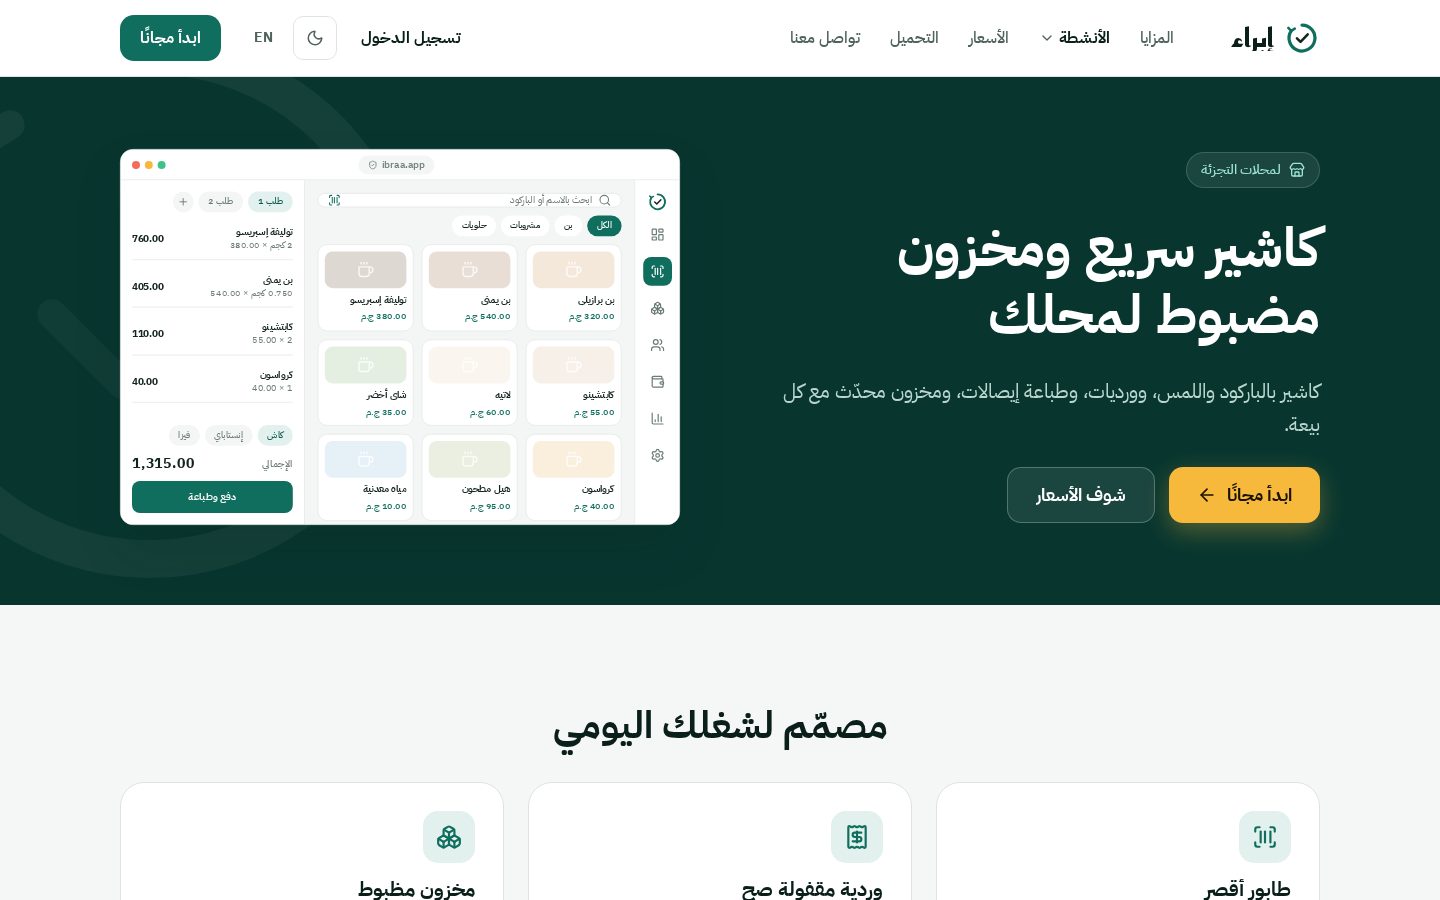 إبراء
المزايا
الأنشطة
الأسعار
التحميل
تواصل معنا
تسجيل الدخول
EN
ابدأ مجانًا
لمحلات التجزئة
كاشير سريع ومخزون
مضبوط لمحلك
كاشير بالباركود واللمس، وورديات، وطباعة إيصالات، ومخزون محدّث مع كل
بيعة.
ابدأ مجانًا
شوف الأسعار
ibraa.app
ابحث بالاسم أو الباركود
الكل
بن
مشروبات
حلويات
بن برازيلي
320.00 ج.م
بن يمني
540.00 ج.م
توليفة إسبريسو
380.00 ج.م
كابتشينو
55.00 ج.م
لاتيه
60.00 ج.م
شاي أخضر
35.00 ج.م
كرواسون
40.00 ج.م
هيل مطحون
95.00 ج.م
مياه معدنية
10.00 ج.م
طلب 1
طلب 2
توليفة إسبريسو
760.00
2 كجم × 380.00
بن يمني
405.00
0.750 كجم × 540.00
كابتشينو
110.00
2 × 55.00
كرواسون
40.00
1 × 40.00
كاش
إنستاباي
فيزا
الإجمالي
1,315.00
دفع وطباعة
مصمّم لشغلك اليومي
طابور أقصر
وردية مقفولة صح
مخزون مظبوط